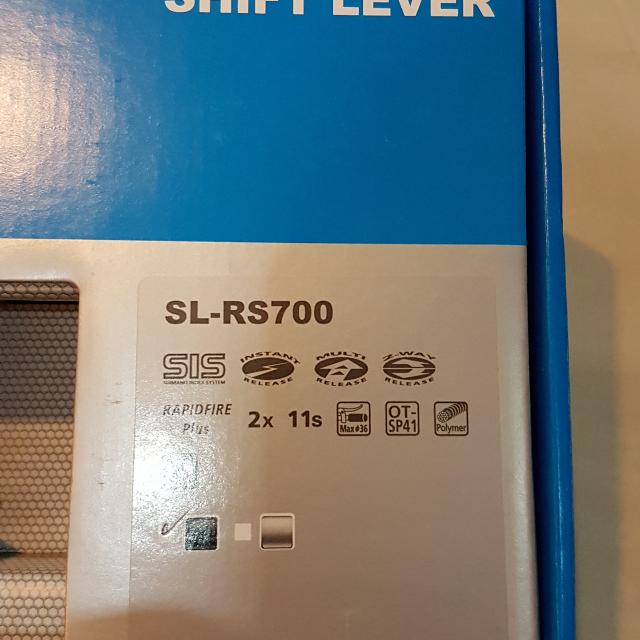 SHIFT LEVER
SL-RS700
SIS
SHIMANO INDEX SYSTEM
INSTANT
RELEASE
MULTI
RELEASE
2-WAY
RELEASE
RAPIDFIRE
Plus
2x 11s
Max#36
OT-
SP41
Polymer